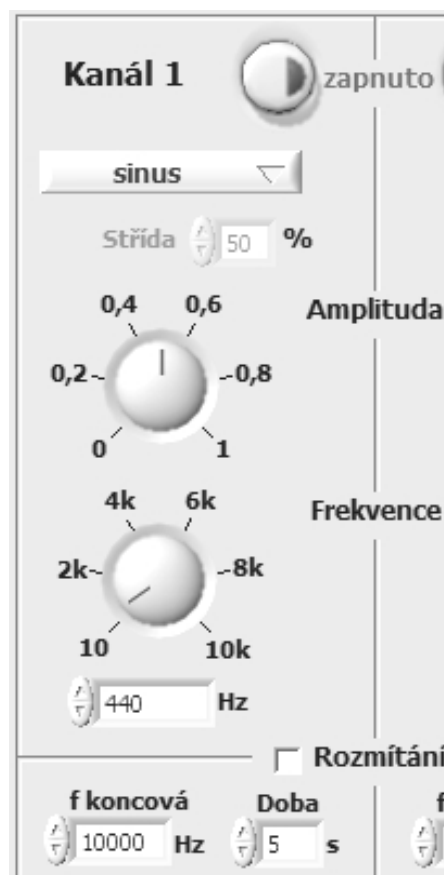 Kanál 1 zapnuto
sinus
Střída 50 %
0,4 0,6
Amplituda
0,2 0,8
0 1
4k 6k
Frekvence
2k 8k
10 10k
440 Hz
Rozmítání
f koncová Doba f
10000 Hz 5 s